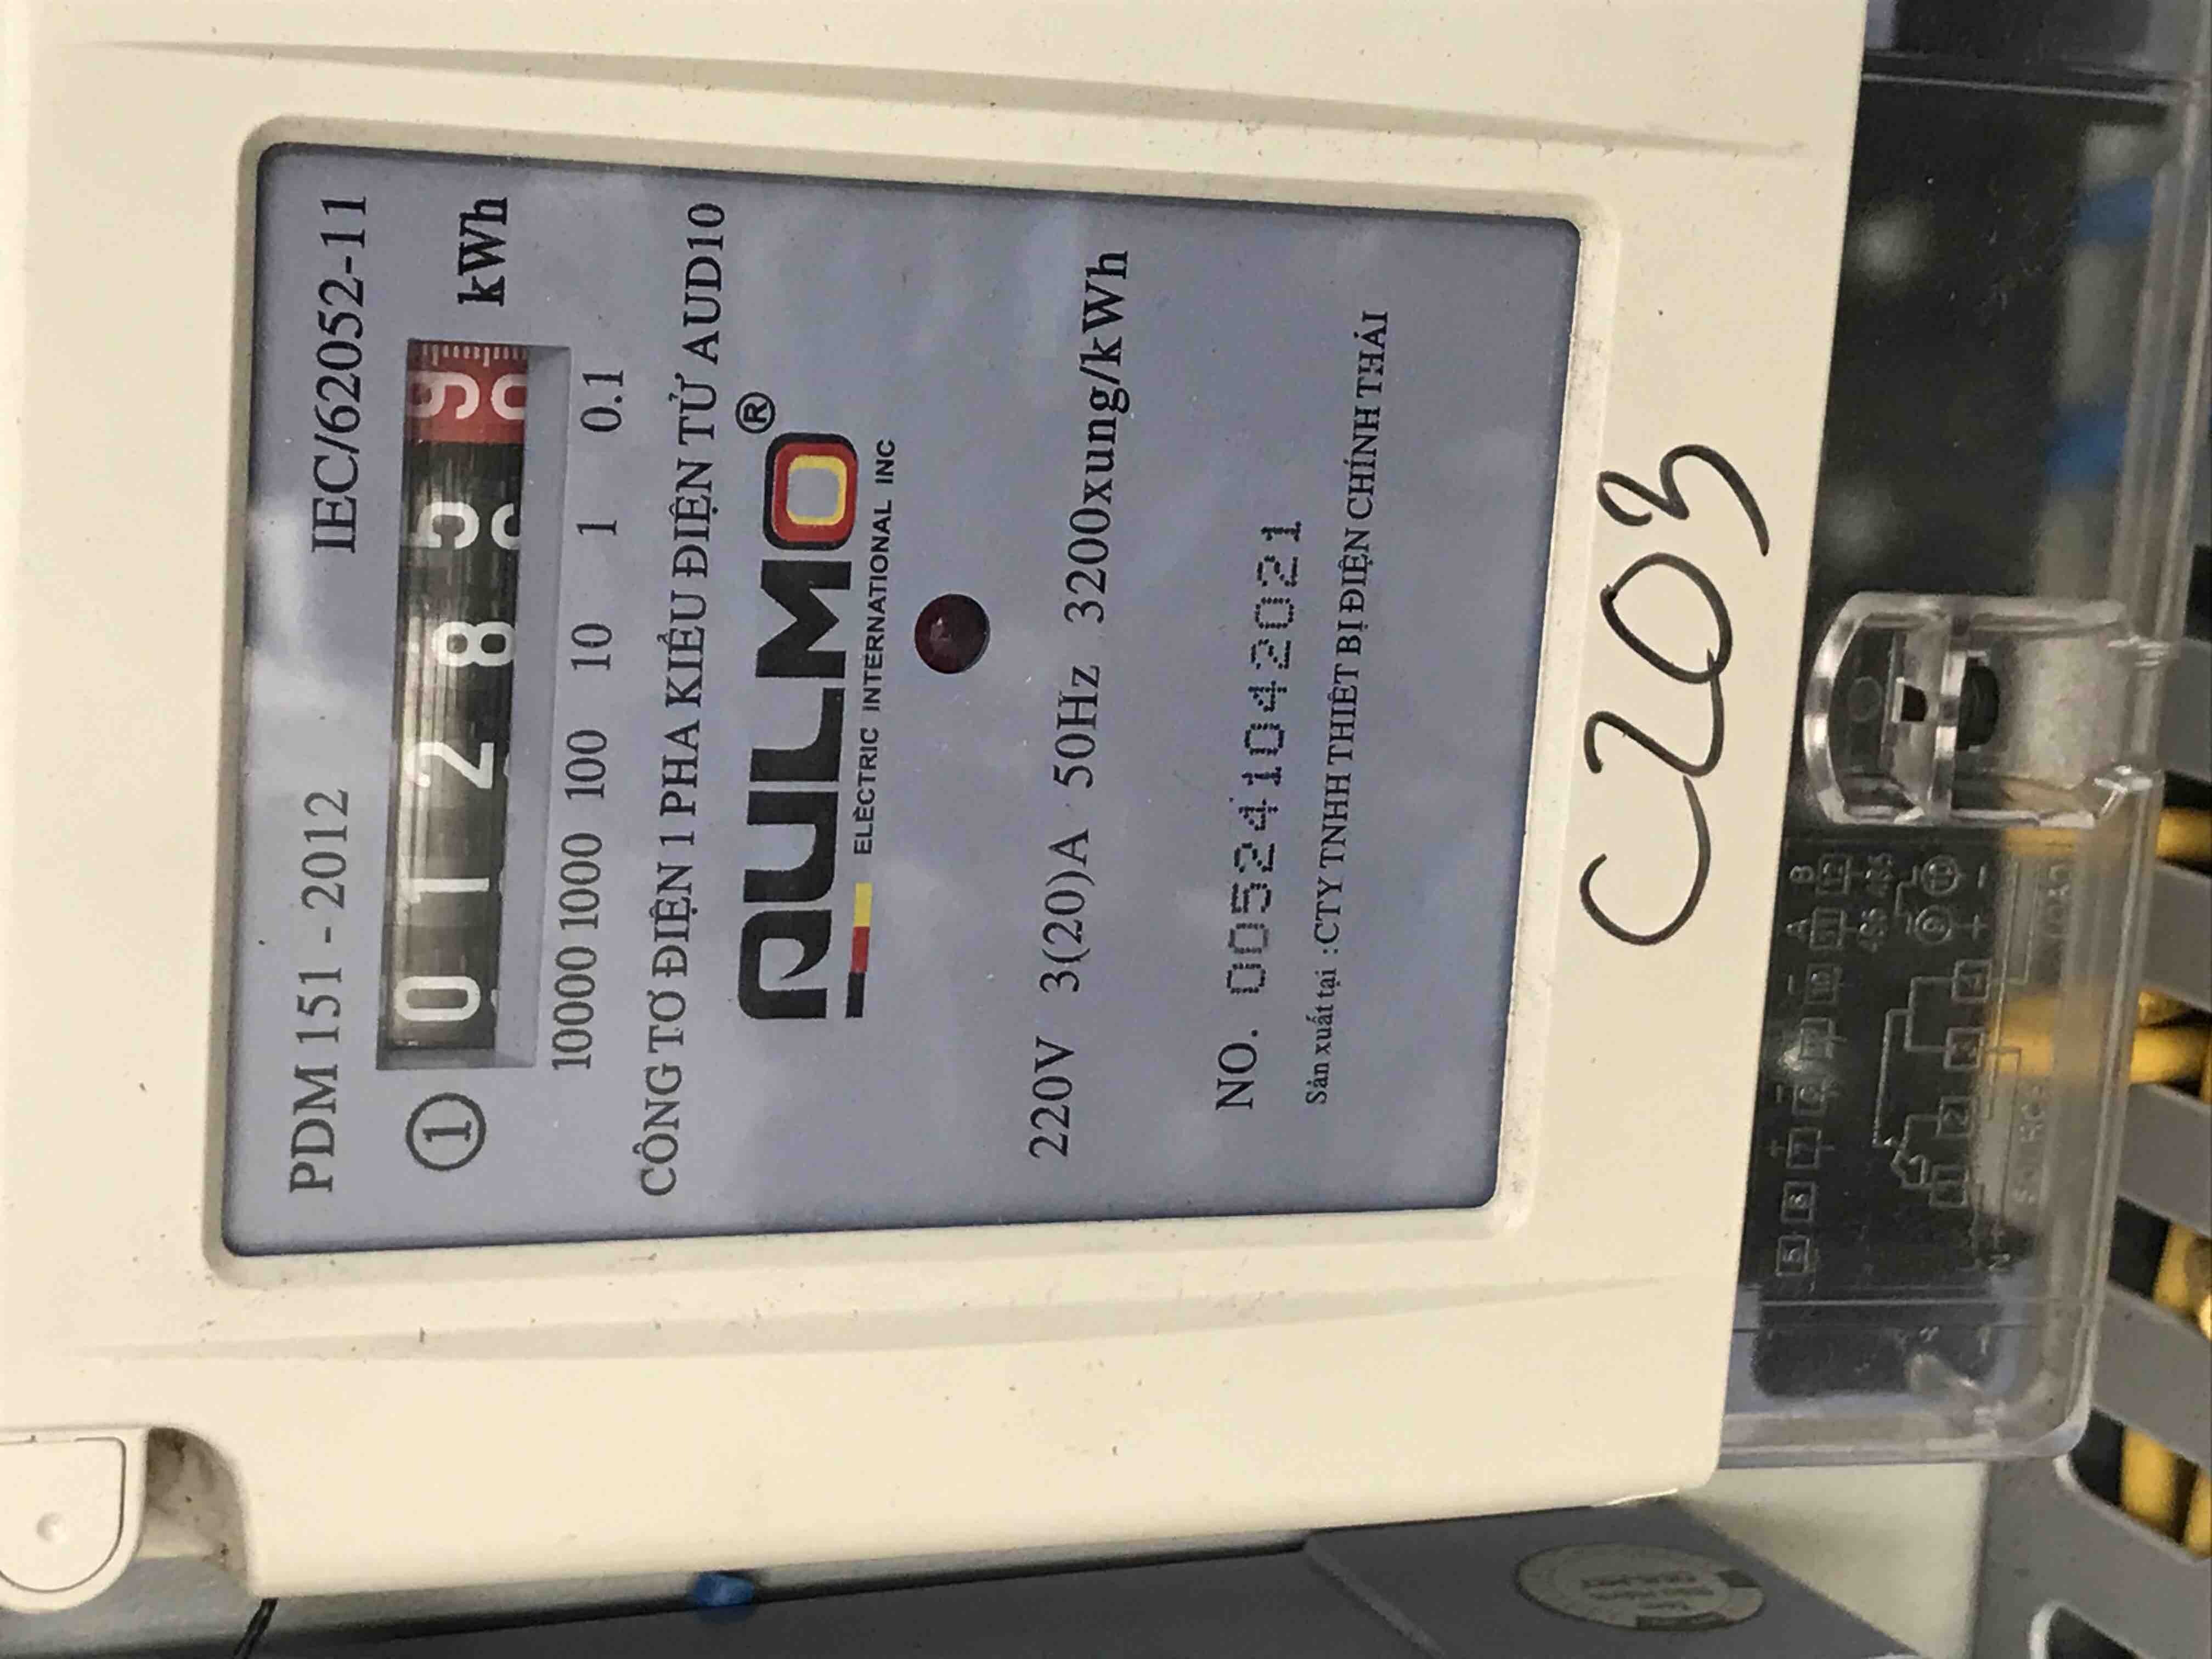 PDM 151 - 2012 IEC/62052-11
1 0 1 2 8 5 9 kWh
10000 1000 100 10 1 0.1
CÔNG TƠ ĐIỆN 1 PHA KIỂU ĐIỆN TỬ AUD10
AULMO®
ELECTRIC INTERNATIONAL INC
220V 3(20)A 50Hz 3200xung/kWh
NO. 005241042021
Sản xuất tại :CTY TNHH THIẾT BỊ ĐIỆN CHÍNH THÁI
C203